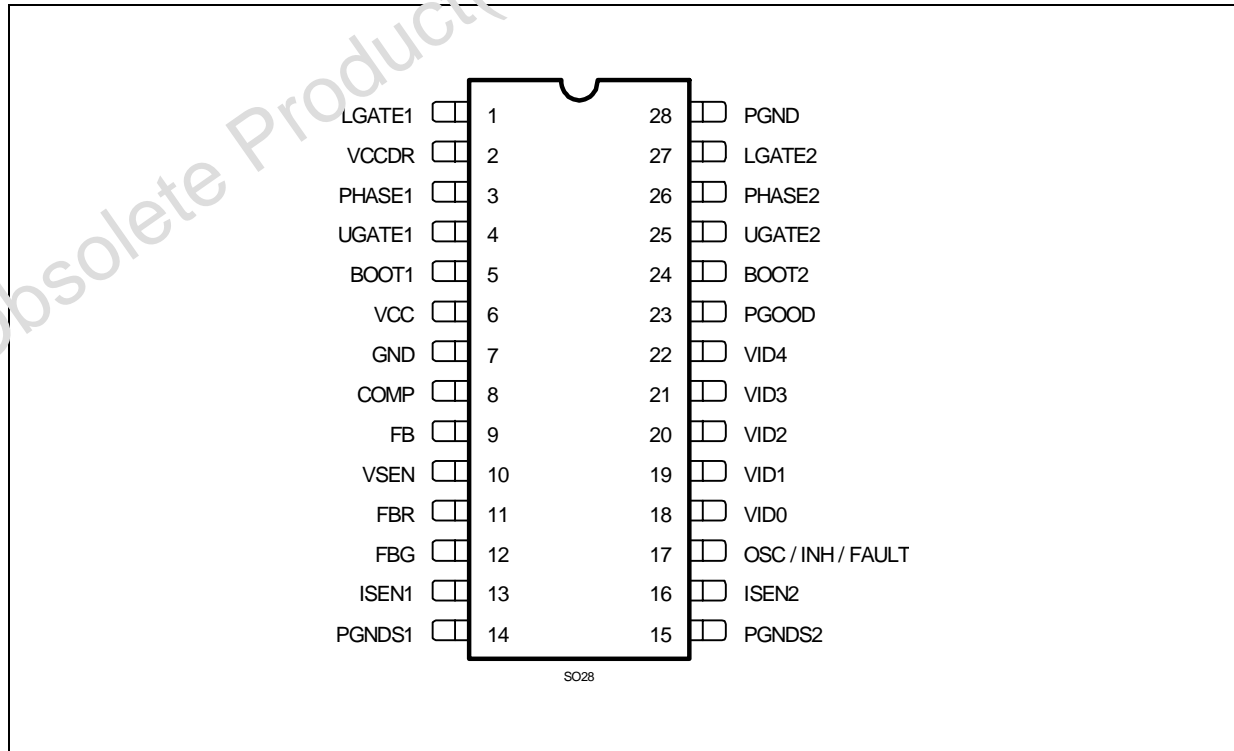 Obsolete Product(
LGATE1 1 28 PGND
VCCDR 2 27 LGATE2
PHASE1 3 26 PHASE2
UGATE1 4 25 UGATE2
BOOT1 5 24 BOOT2
VCC 6 23 PGOOD
GND 7 22 VID4
COMP 8 21 VID3
FB 9 20 VID2
VSEN 10 19 VID1
FBR 11 18 VID0
FBG 12 17 OSC / INH / FAULT
ISEN1 13 16 ISEN2
PGNDS1 14 15 PGNDS2
SO28